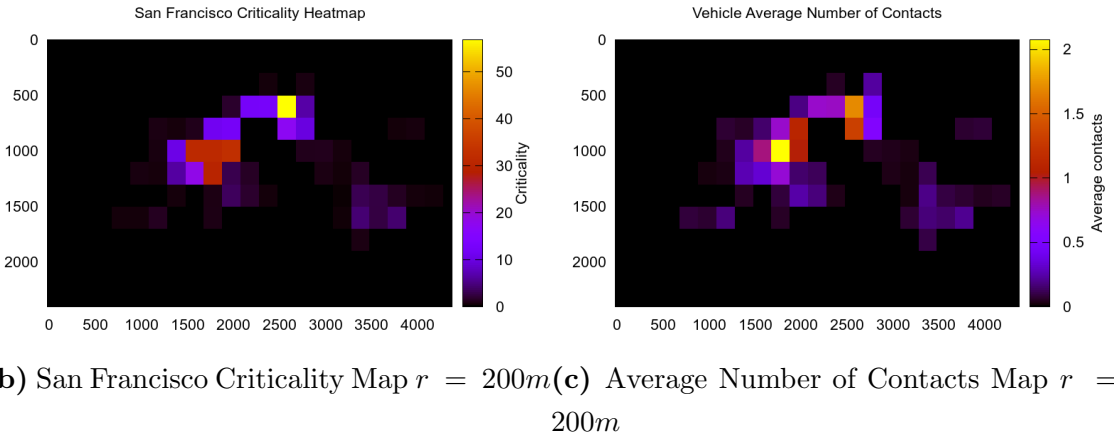 San Francisco Criticality Heatmap
0
500
1000
1500
2000
0 500 1000 1500 2000 2500 3000 3500 4000
50
40
30
20
10
0
Criticality
Vehicle Average Number of Contacts
0
500
1000
1500
2000
0 500 1000 1500 2000 2500 3000 3500 4000
2
1.5
1
0.5
0
Average contacts
b) San Francisco Criticality Map r = 200m
(c) Average Number of Contacts Map r =
200m